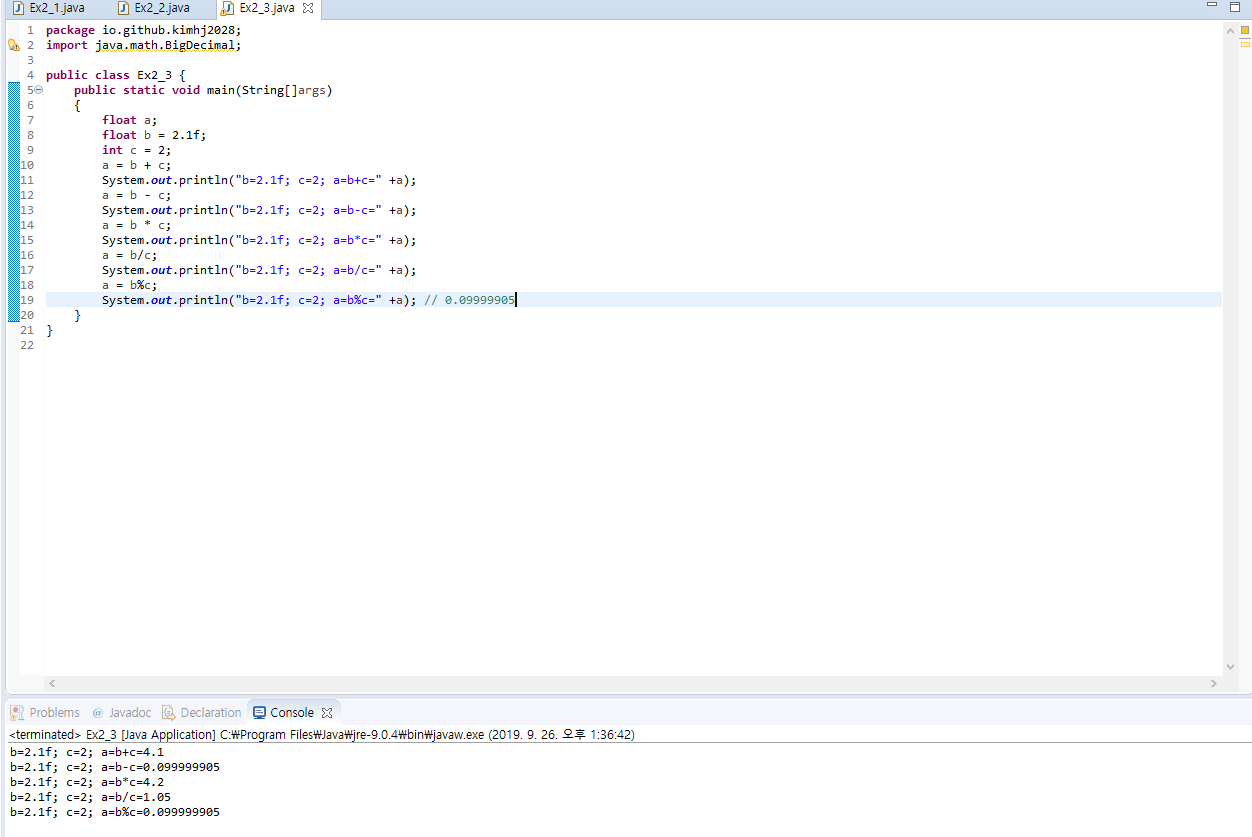 Ex2_1.java Ex2_2.java Ex2_3.java
1 package io.github.kimhj2028;
2 import java.math.BigDecimal;
3
4 public class Ex2_3 {
5 public static void main(String[]args)
6 {
7 float a;
8 float b = 2.1f;
9 int c = 2;
10 a = b + c;
11 System.out.println("b=2.1f; c=2; a=b+c=" +a);
12 a = b - c;
13 System.out.println("b=2.1f; c=2; a=b-c=" +a);
14 a = b * c;
15 System.out.println("b=2.1f; c=2; a=b*c=" +a);
16 a = b/c;
17 System.out.println("b=2.1f; c=2; a=b/c=" +a);
18 a = b%c;
19 System.out.println("b=2.1f; c=2; a=b%c=" +a); // 0.09999905
20 }
21 }
22
Problems @ Javadoc Declaration Console
<terminated> Ex2_3 [Java Application] C:₩Program Files₩Java₩jre-9.0.4₩bin₩javaw.exe (2019. 9. 26. 오후 1:36:42)
b=2.1f; c=2; a=b+c=4.1
b=2.1f; c=2; a=b-c=0.099999905
b=2.1f; c=2; a=b*c=4.2
b=2.1f; c=2; a=b/c=1.05
b=2.1f; c=2; a=b%c=0.099999905